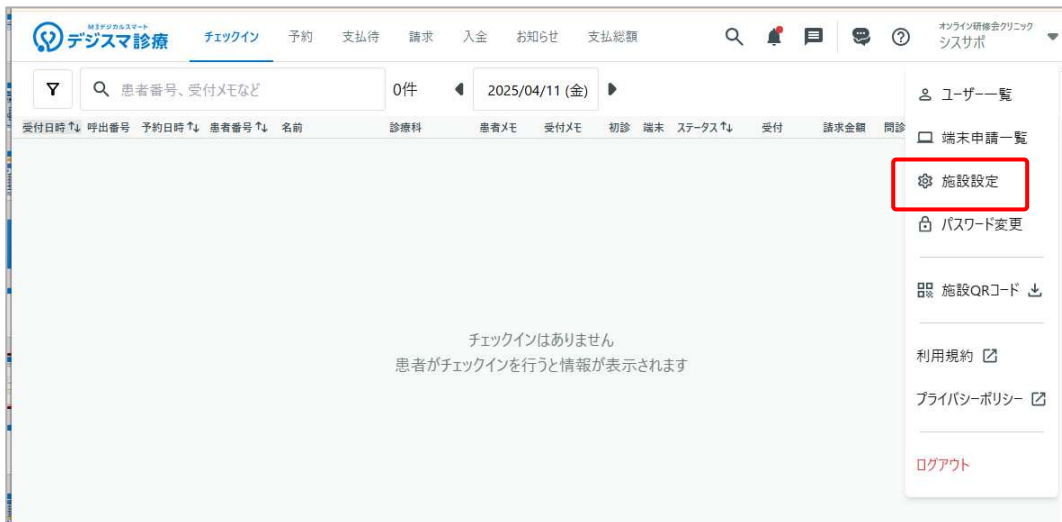 M3デジカルスマート
デジスマ診療 チェックイン 予約 支払待 請求 入金 お知らせ 支払総額 オンライン研修会クリニック
シスサポ
患者番号、受付メモなど 0件 2025/04/11 (金)
受付日時 呼出番号 予約日時 患者番号 名前 診療科 患者メモ 受付メモ 初診 端末 ステータス 受付 請求金額 問診
ユーザー一覧
端末申請一覧
施設設定
パスワード変更
施設QRコード
チェックインはありません
患者がチェックインを行うと情報が表示されます
利用規約
プライバシーポリシー
ログアウト